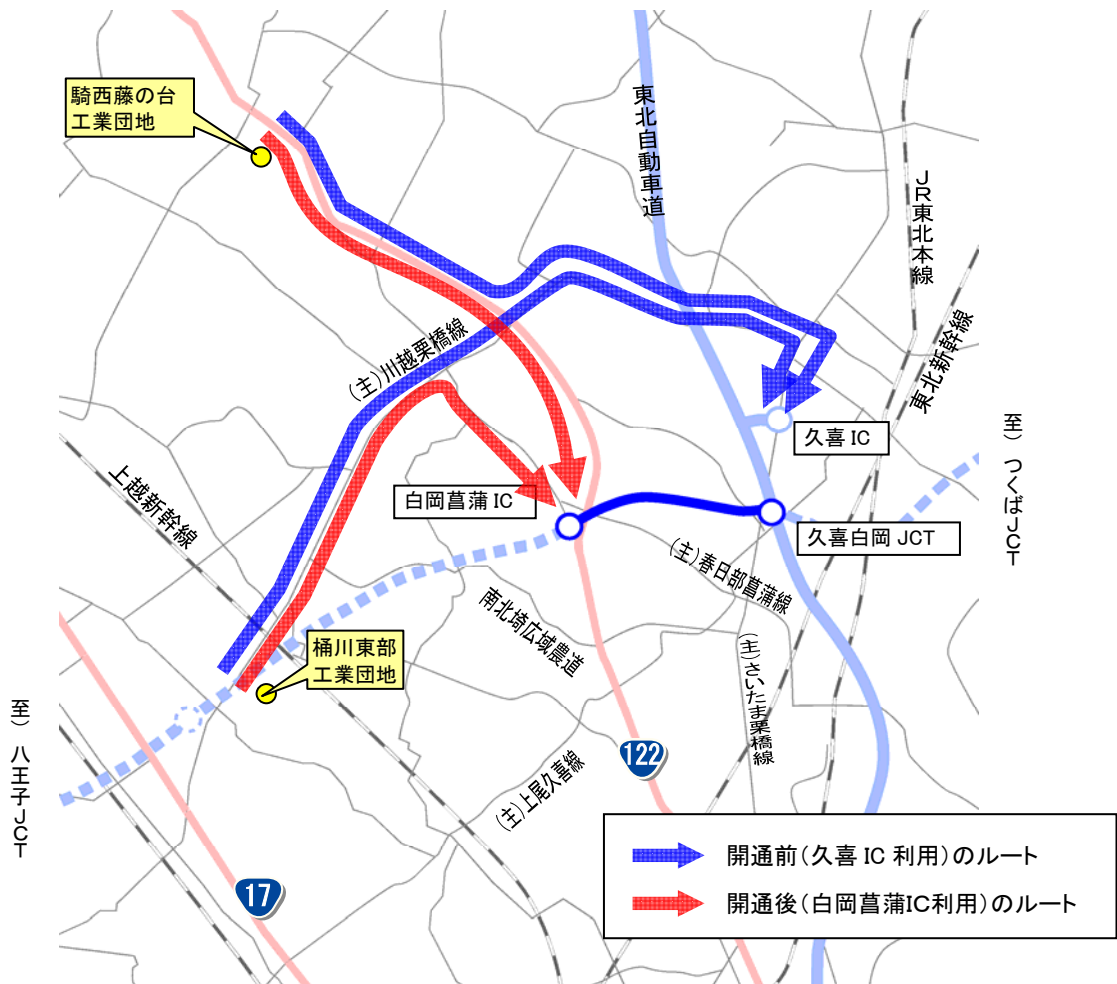 騎西藤の台
工業団地
東北自動車道
JR東北本線
東北新幹線
(主)川越栗橋線
久喜 IC
至) つくばJCT
白岡菖蒲 IC
上越新幹線
久喜白岡 JCT
(主)春日部菖蒲線
南北埼広域農道
桶川東部
工業団地
(主)さいたま栗橋線
至) 八王子JCT
122
(主)上尾久喜線
17
開通前(久喜 IC 利用)のルート
開通後(白岡菖蒲IC利用)のルート